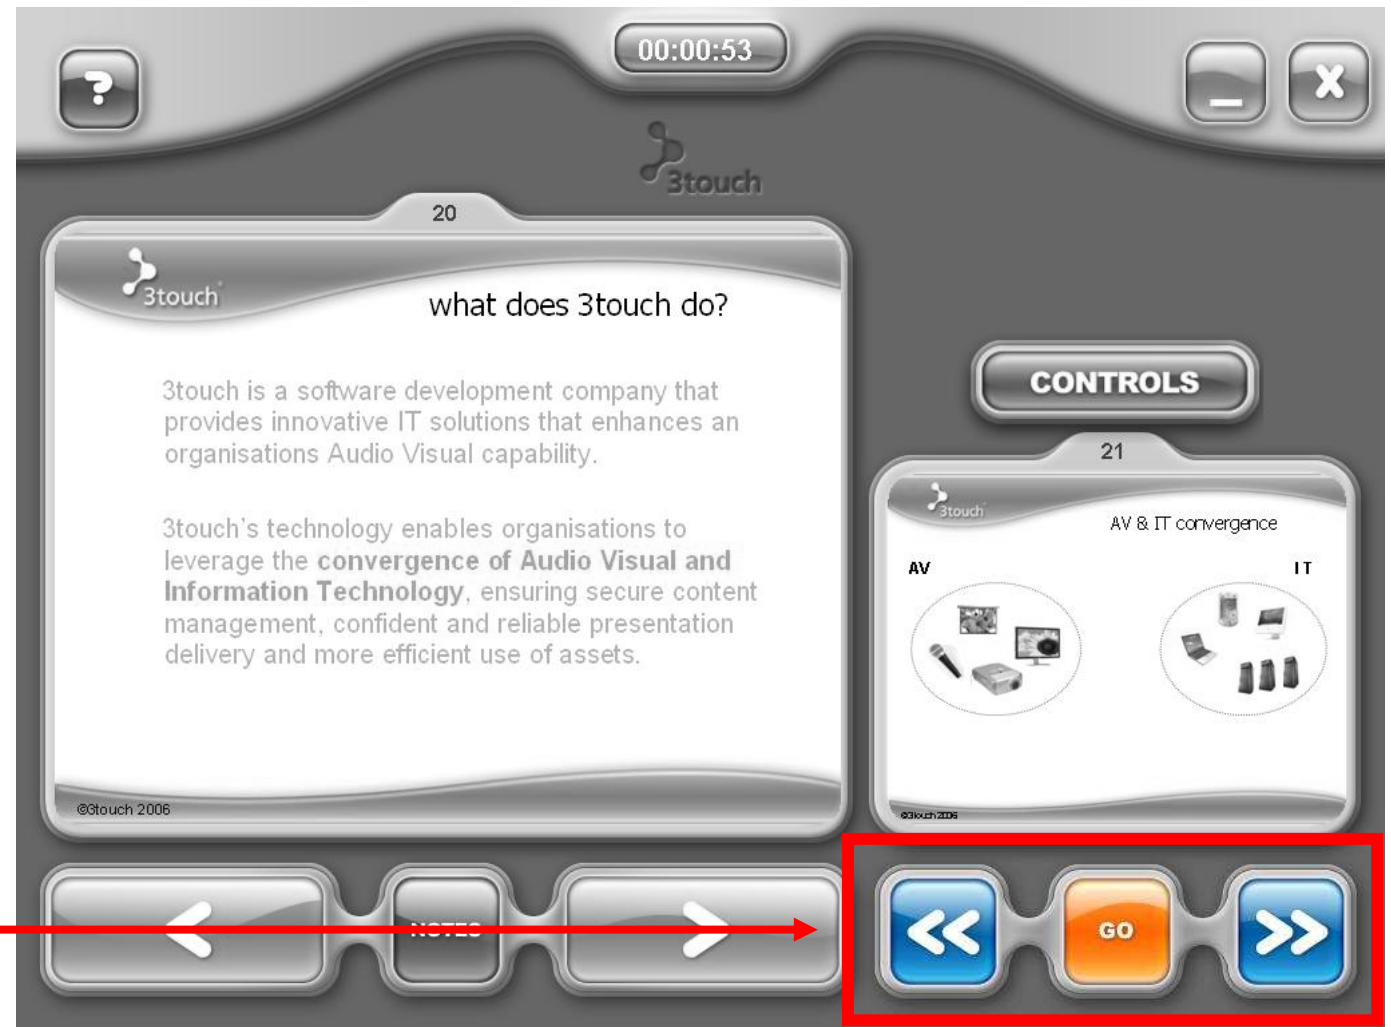 ?
00:00:53
_
X
3touch
20
3touch
what does 3touch do?
3touch is a software development company that
provides innovative IT solutions that enhances an
organisations Audio Visual capability.
3touch's technology enables organisations to
leverage the convergence of Audio Visual and
Information Technology, ensuring secure content
management, confident and reliable presentation
delivery and more efficient use of assets.
©3touch 2006
CONTROLS
21
3touch
AV & IT convergence
AV
IT
©3touch 2006
<
NOTES
>
<<
GO
>>